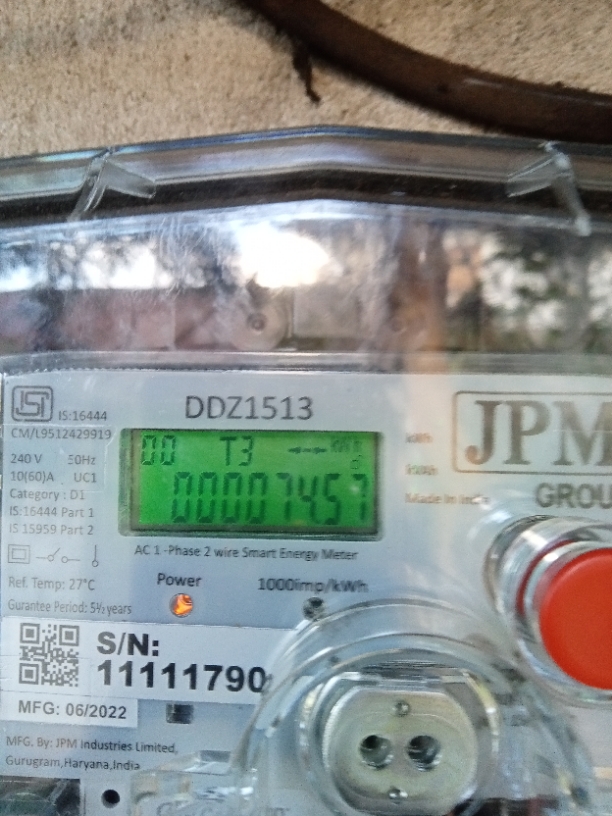 DDZ1513
IS:16444
CM/L9512429919
240 V 50Hz
10(60)A UC1
Category : D1
IS:16444 Part 1
IS 15959 Part 2
00 T3
00007457
kWh
kVAh
Made In India
JPM
GROU
AC 1 -Phase 2 wire Smart Energy Meter
Ref. Temp: 27°C
Gurantee Period: 5½ years
Power
1000imp/kWh
S/N:
11111790
MFG: 06/2022
MFG. By: JPM Industries Limited,
Gurugram,Haryana,India